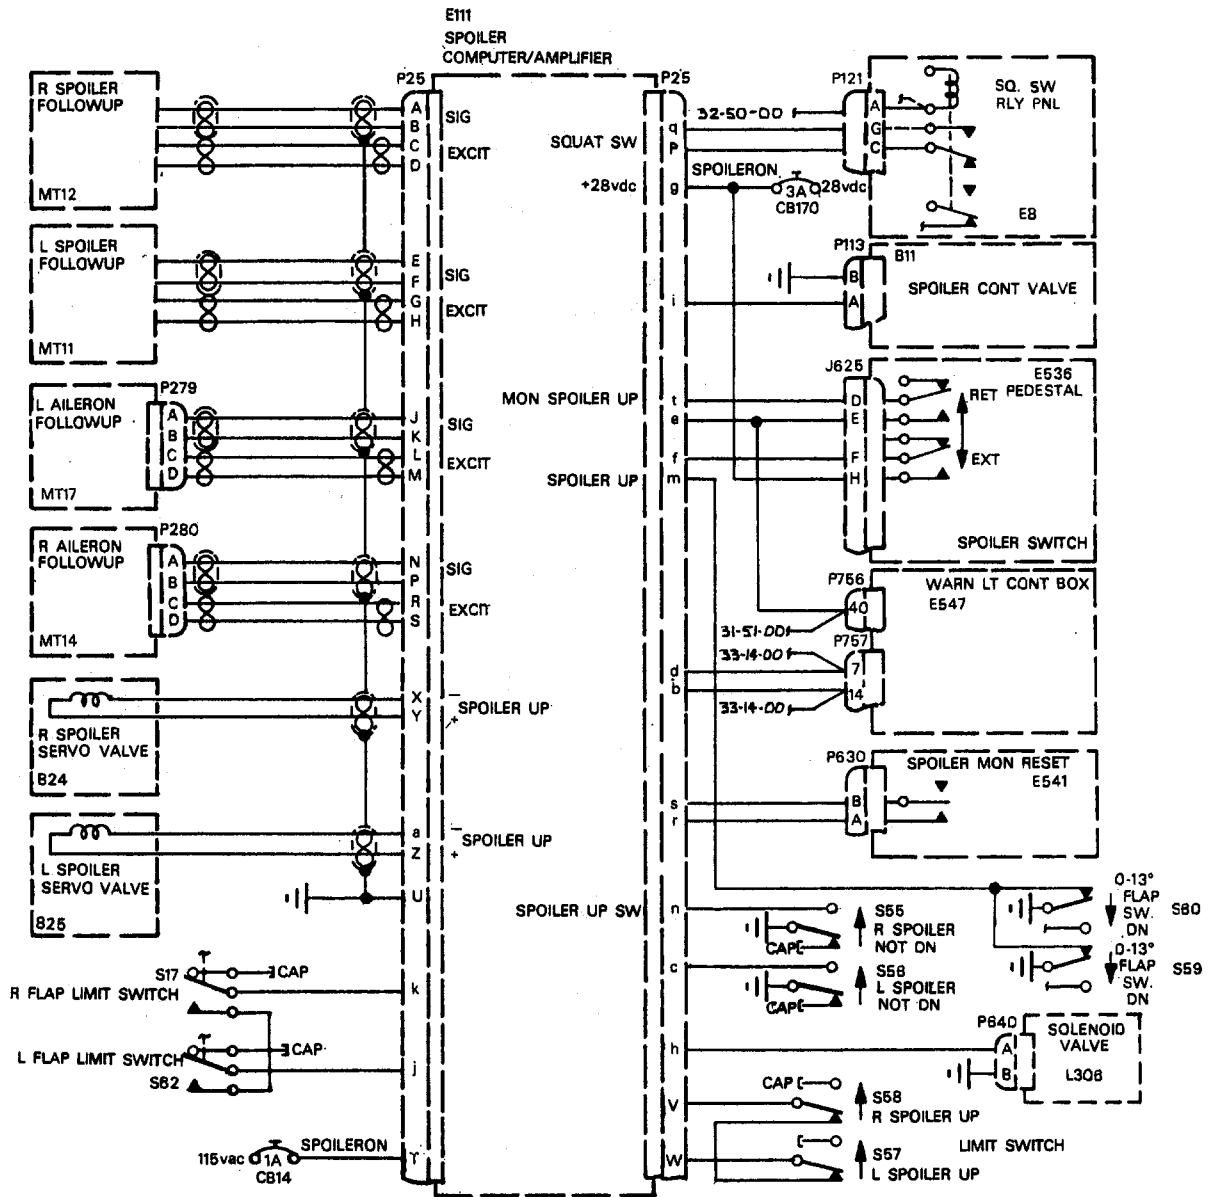 E111
SPOILER
COMPUTER/AMPLIFIER
P25
P25
R SPOILER
FOLLOWUP
MT12
A
B
C
D
SIG
EXCIT
L SPOILER
FOLLOWUP
MT11
E
F
G
H
SIG
EXCIT
P279
L AILERON
FOLLOWUP
MT17
A
B
C
D
J
K
L
M
SIG
EXCIT
P280
R AILERON
FOLLOWUP
MT14
A
B
C
D
N
P
R
S
SIG
EXCIT
R SPOILER
SERVO VALVE
B24
X
Y
−
+
SPOILER UP
L SPOILER
SERVO VALVE
B25
a
Z
−
+
SPOILER UP
U
S17
CAP
R FLAP LIMIT SWITCH
k
CAP
L FLAP LIMIT SWITCH
S62
j
115vac
1A
CB14
SPOILERON
T
SQUAT SW
+28vdc
MON SPOILER UP
SPOILER UP
SPOILER UP SW
q
p
g
i
t
e
f
m
d
b
s
r
n
c
h
V
W
32-50-00
SPOILERON
3A
28vdc
CB170
P121
A
G
C
SQ. SW
RLY PNL
E8
P113
B
A
B11
SPOILER CONT VALVE
J625
D
E
F
H
E536
PEDESTAL
RET
EXT
SPOILER SWITCH
P756
40
31-51-00
WARN LT CONT BOX
E547
P757
33-14-00
7
14
33-14-00
P630
B
A
SPOILER MON RESET
E541
CAP
S55
R SPOILER
NOT DN
CAP
S56
L SPOILER
NOT DN
0-13°
FLAP
SW.
DN
S60
0-13°
FLAP
SW.
DN
S59
P640
A
B
SOLENOID
VALVE
L306
CAP
S58
R SPOILER UP
LIMIT SWITCH
S57
L SPOILER UP